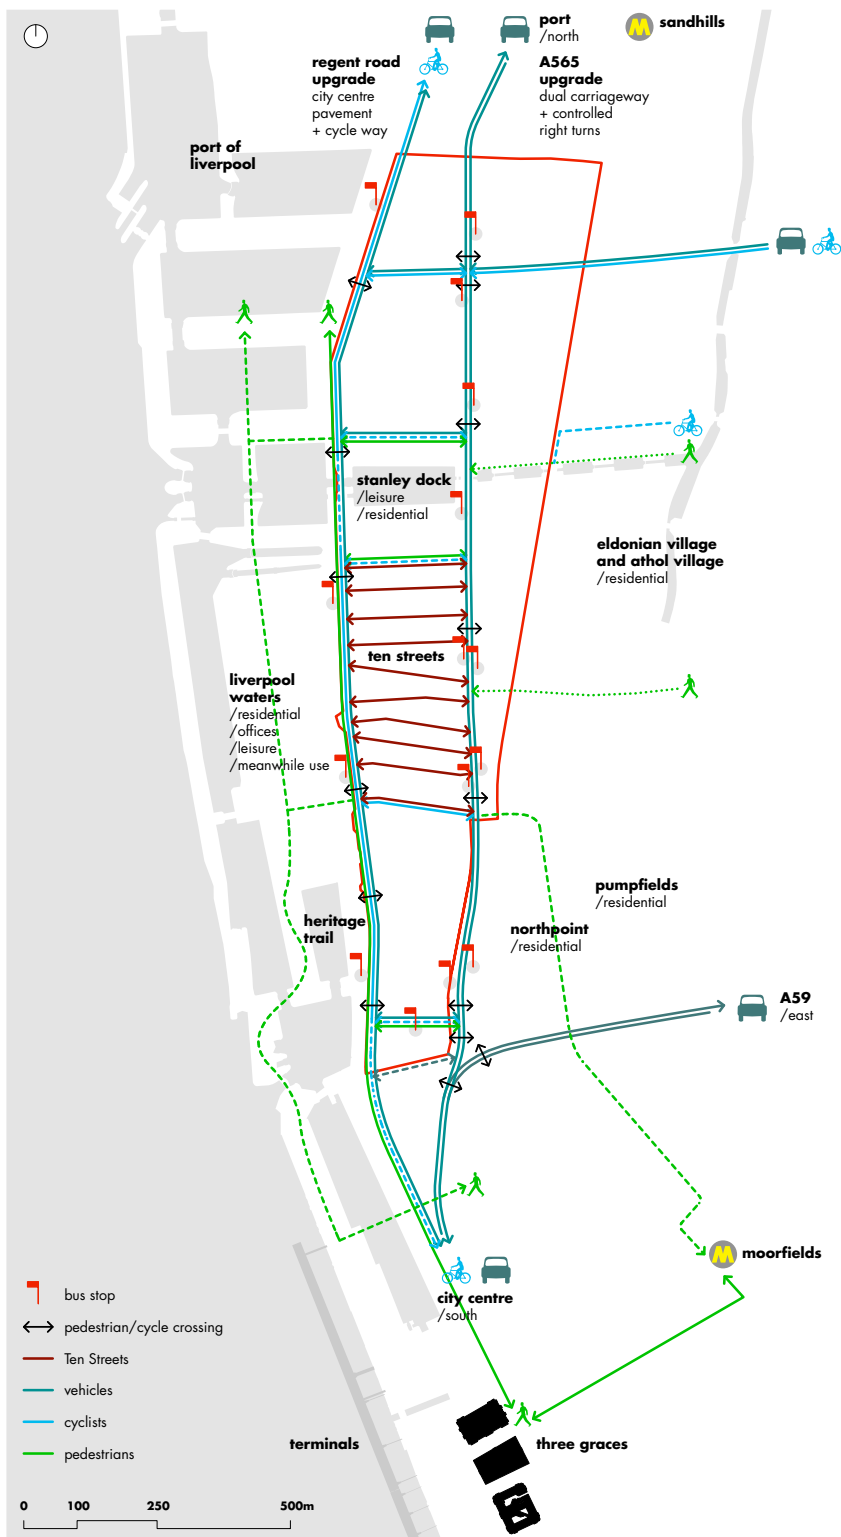 port
/north
M
sandhills
regent road
upgrade
city centre
pavement
+ cycle way
A565
upgrade
dual carriageway
+ controlled
right turns
port of
liverpool
stanley dock
/leisure
/residential
eldonian village
and athol village
/residential
ten streets
liverpool
waters
/residential
/offices
/leisure
/meanwhile use
pumpfields
/residential
heritage
trail
northpoint
/residential
A59
/east
M
moorfields
city centre
/south
bus stop
pedestrian/cycle crossing
Ten Streets
vehicles
cyclists
pedestrians
terminals
three graces
0 100 250 500m